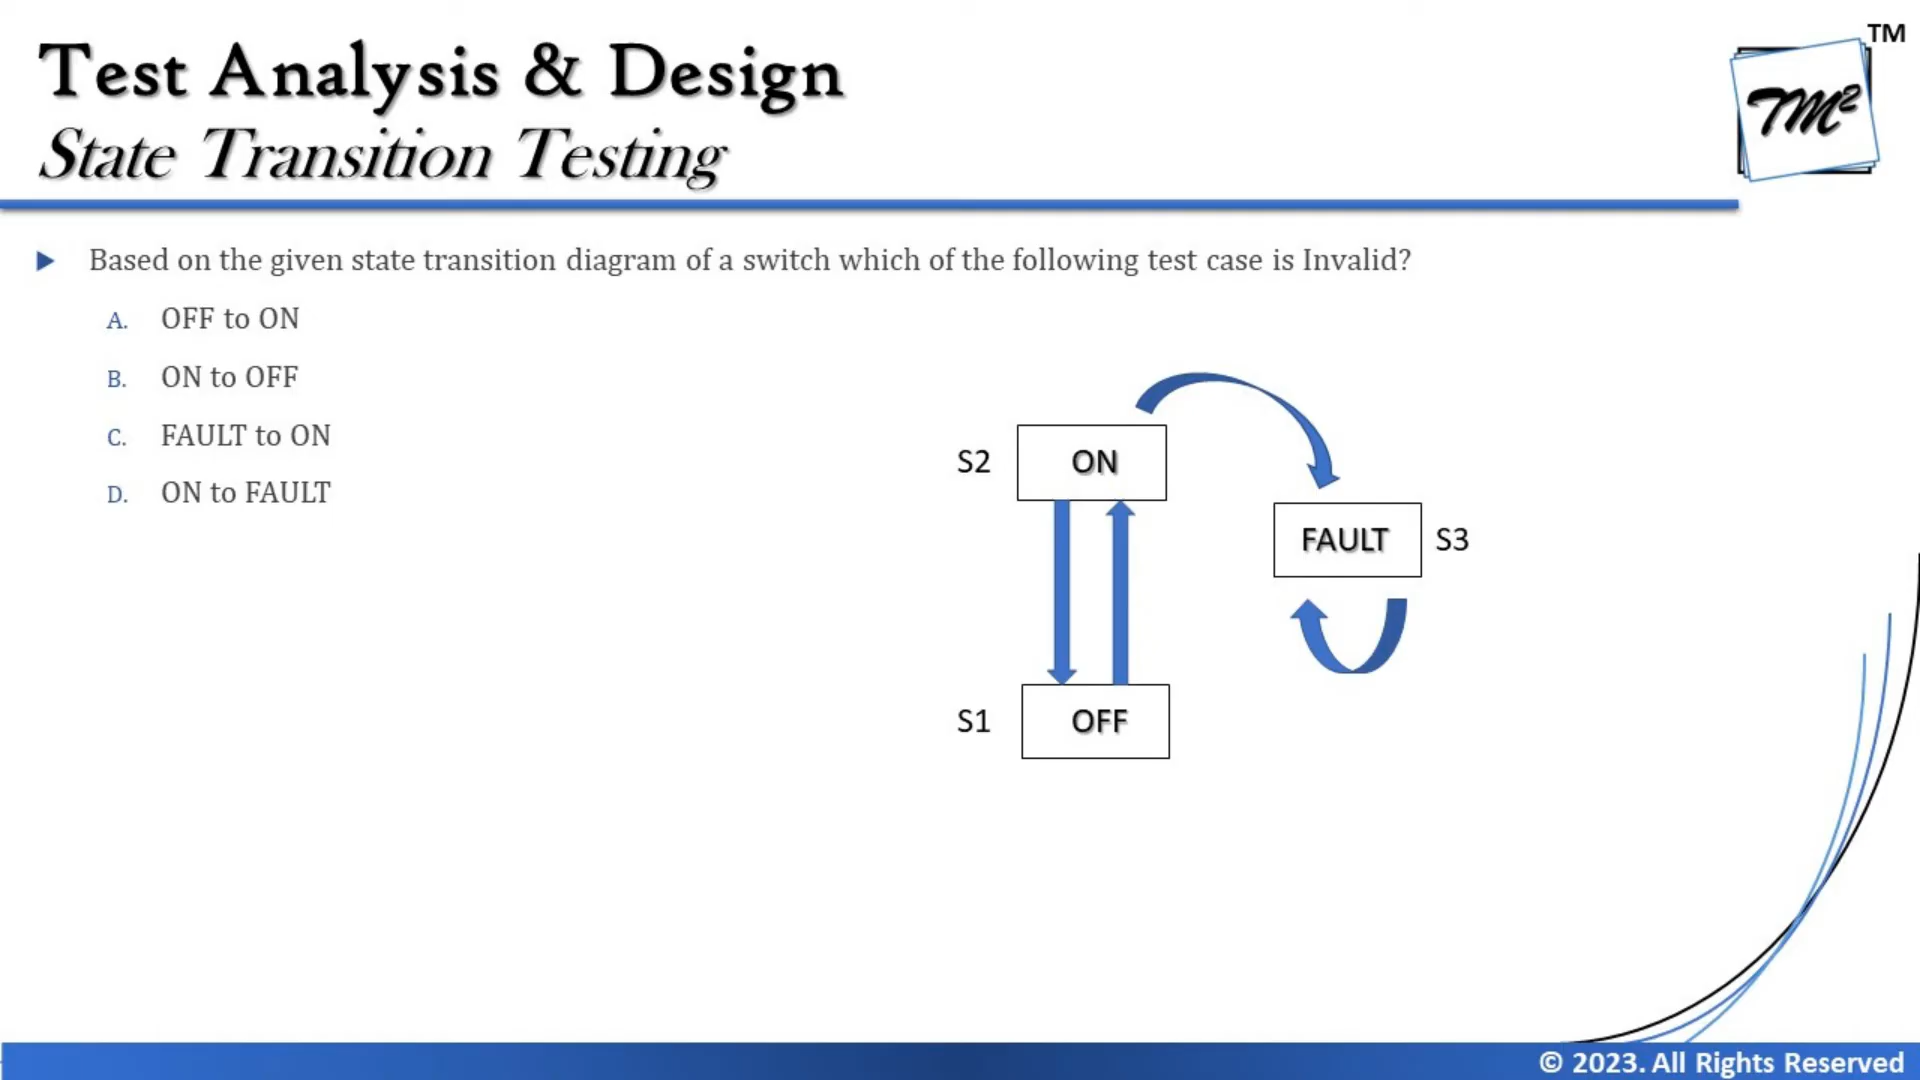 Test Analysis & Design
State Transition Testing
TM
TM²
Based on the given state transition diagram of a switch which of the following test case is Invalid?
A. OFF to ON
B. ON to OFF
C. FAULT to ON
D. ON to FAULT
S2 ON
FAULT S3
S1 OFF
© 2023. All Rights Reserved